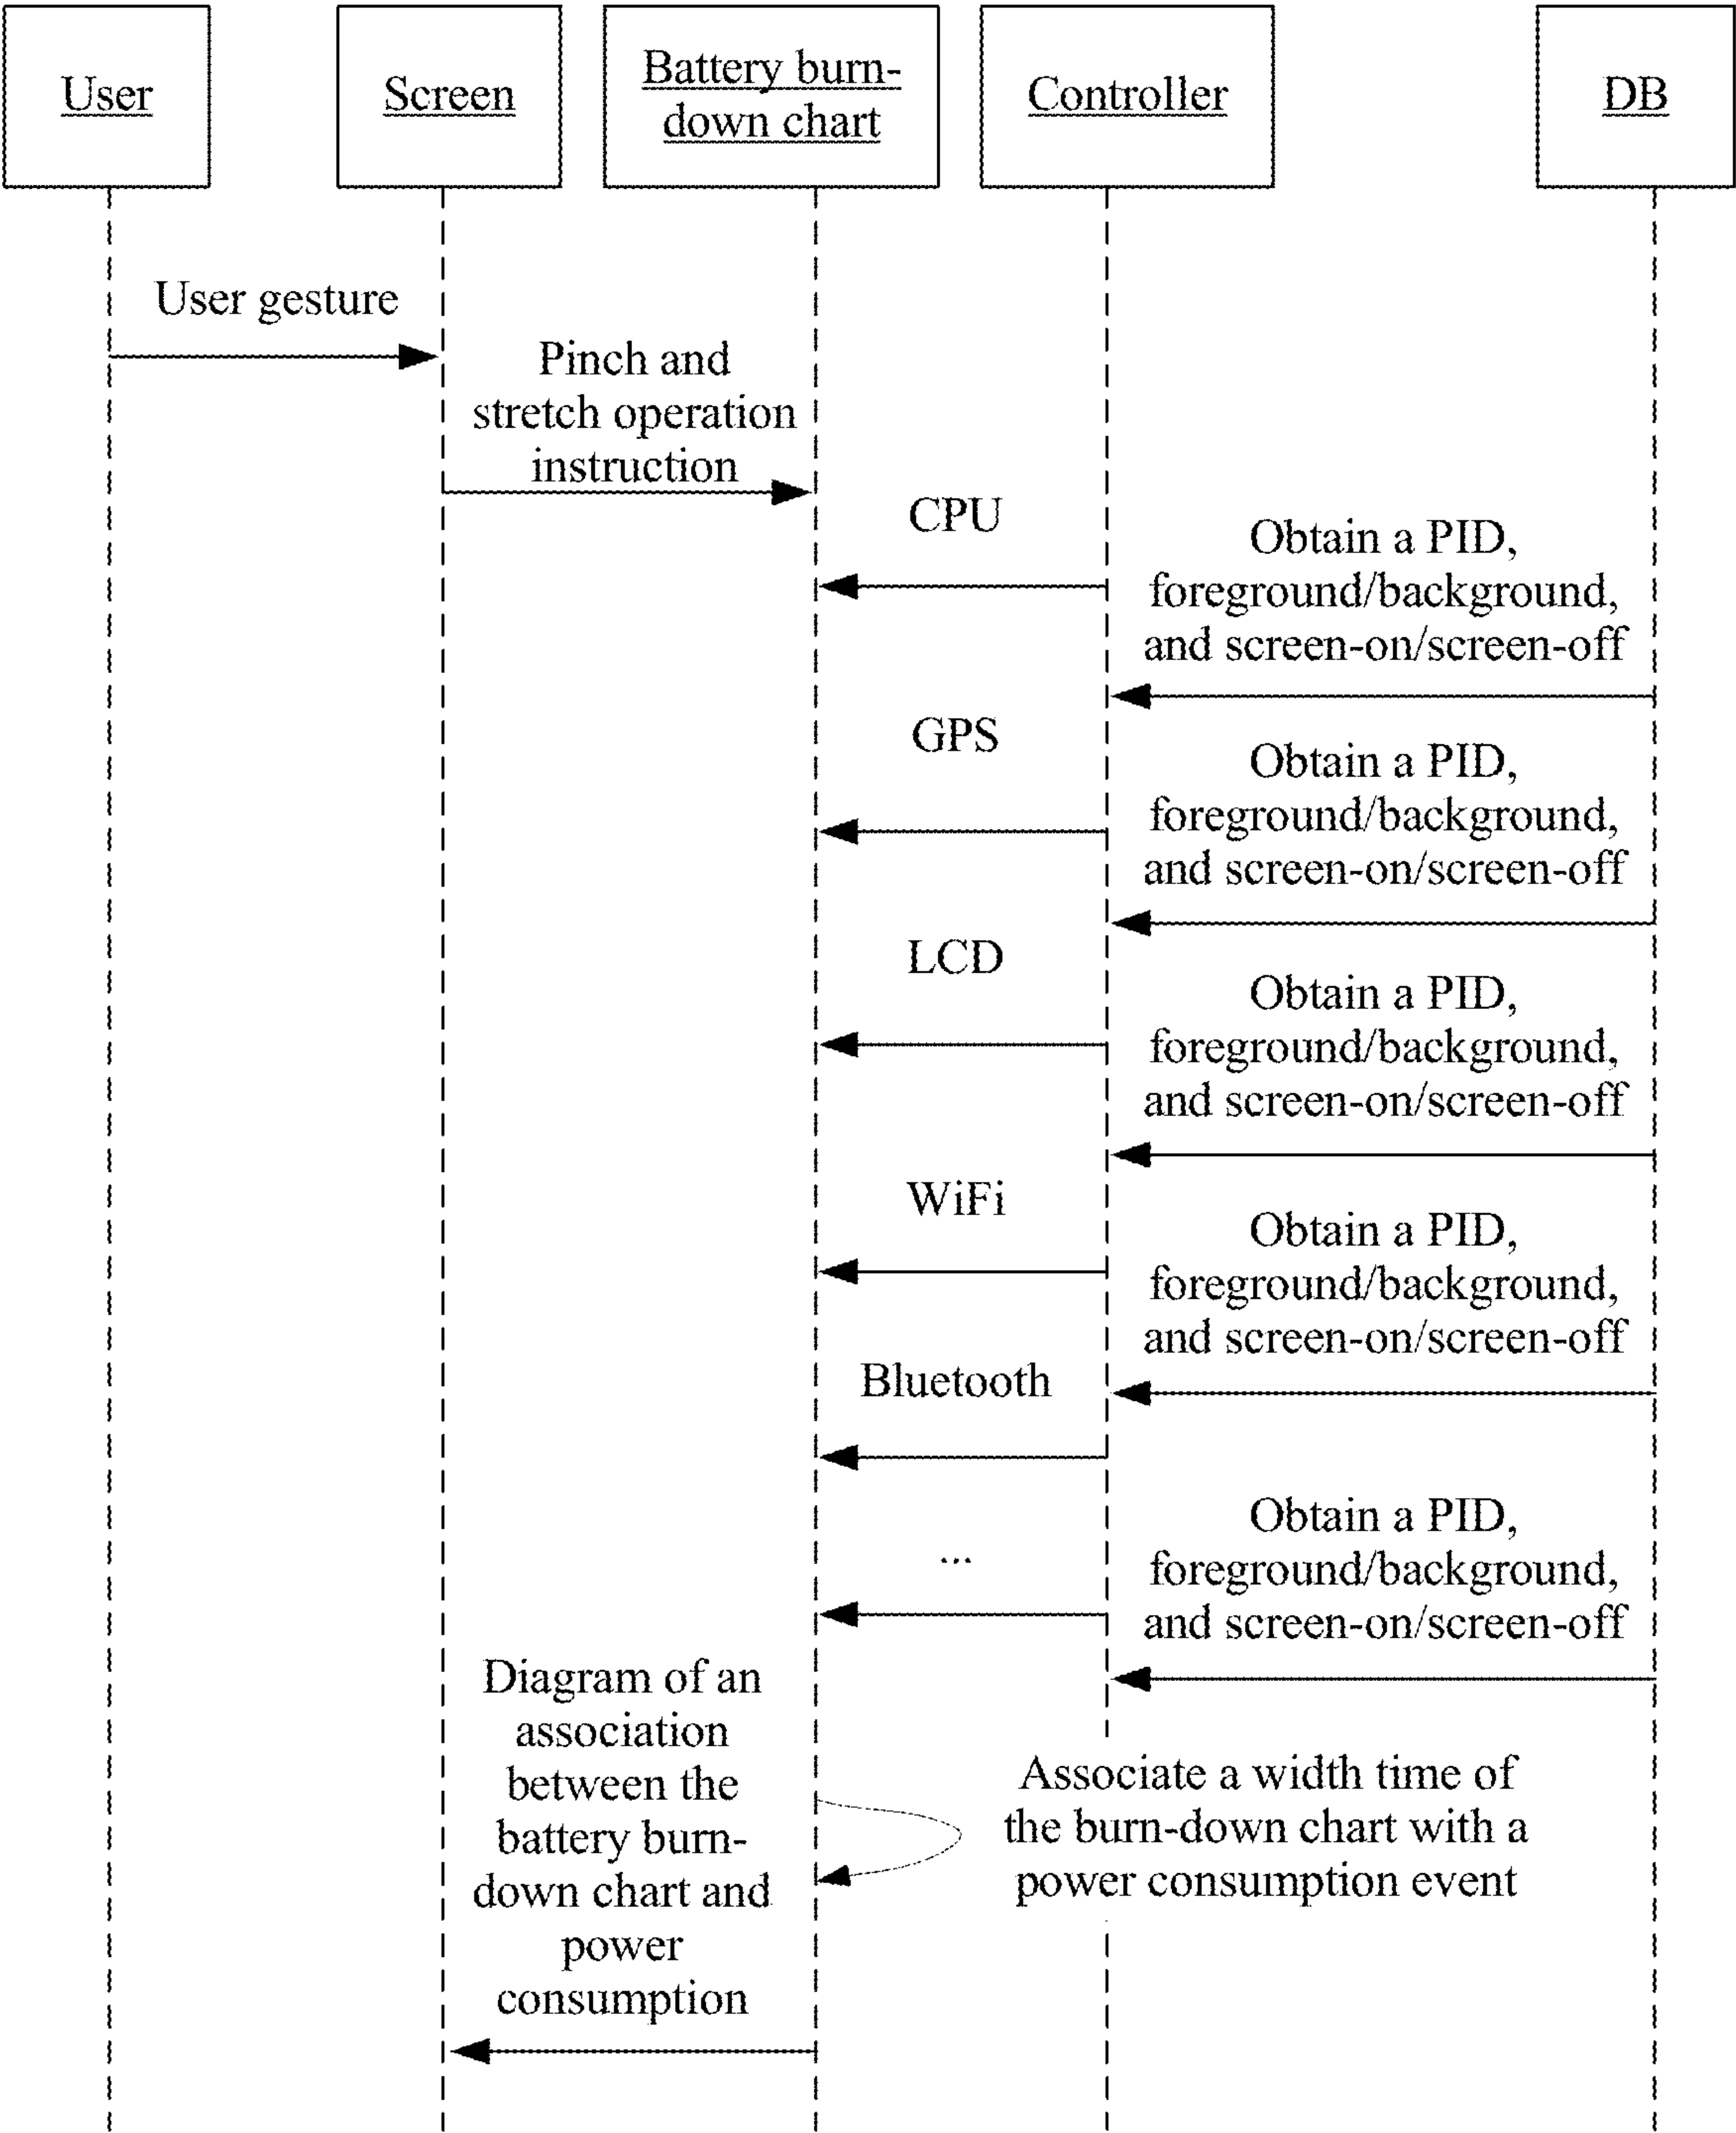 User
Screen
Battery burn-
down chart
Controller
DB
User gesture
Pinch and
stretch operation
instruction
CPU
Obtain a PID,
foreground/background,
and screen-on/screen-off
GPS
Obtain a PID,
foreground/background,
and screen-on/screen-off
LCD
Obtain a PID,
foreground/background,
and screen-on/screen-off
WiFi
Obtain a PID,
foreground/background,
and screen-on/screen-off
Bluetooth
...
Obtain a PID,
foreground/background,
and screen-on/screen-off
Diagram of an
association
between the
battery burn-
down chart and
power
consumption
Associate a width time of
the burn-down chart with a
power consumption event